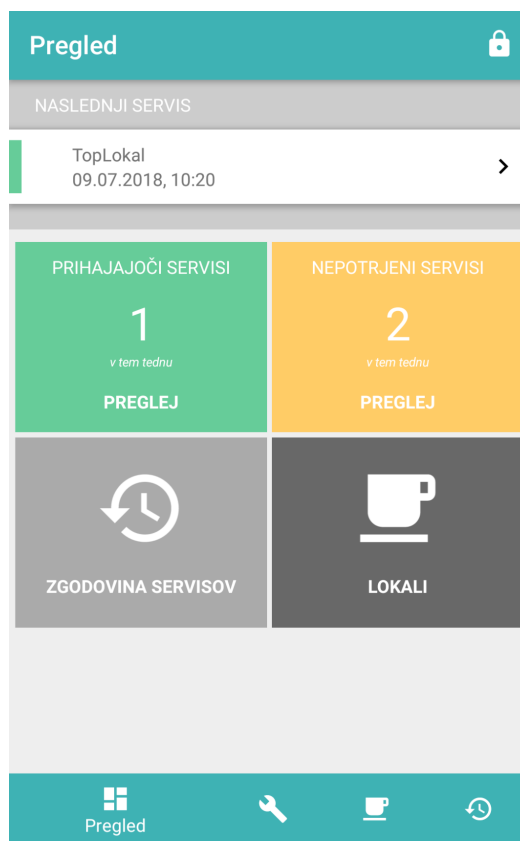 Pregled
NASLEDNJI SERVIS
TopLokal
09.07.2018, 10:20
PRIHAJAJOČI SERVISI
1
v tem tednu
PREGLEJ
NEPOTRJENI SERVISI
2
v tem tednu
PREGLEJ
ZGODOVINA SERVISOV
LOKALI
Pregled